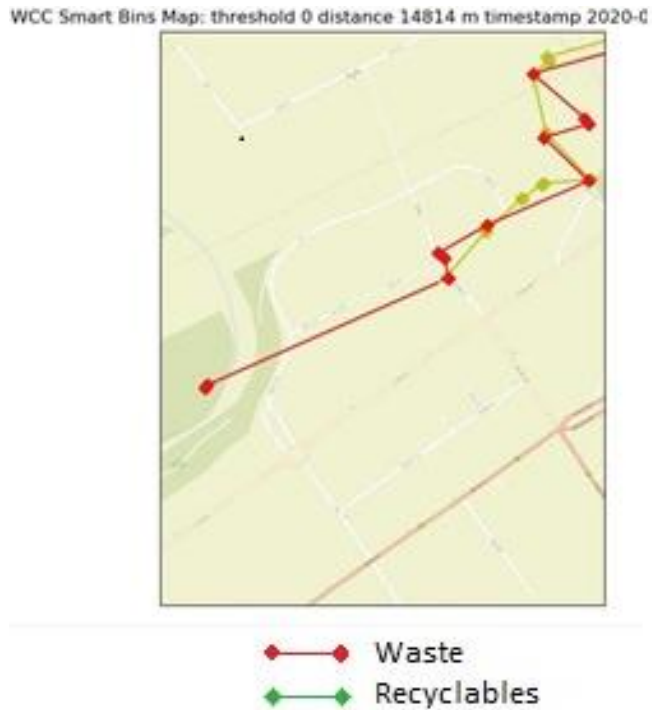 WCC Smart Bins Map: threshold 0 distance 14814 m timestamp 2020-0
Waste
Recyclables